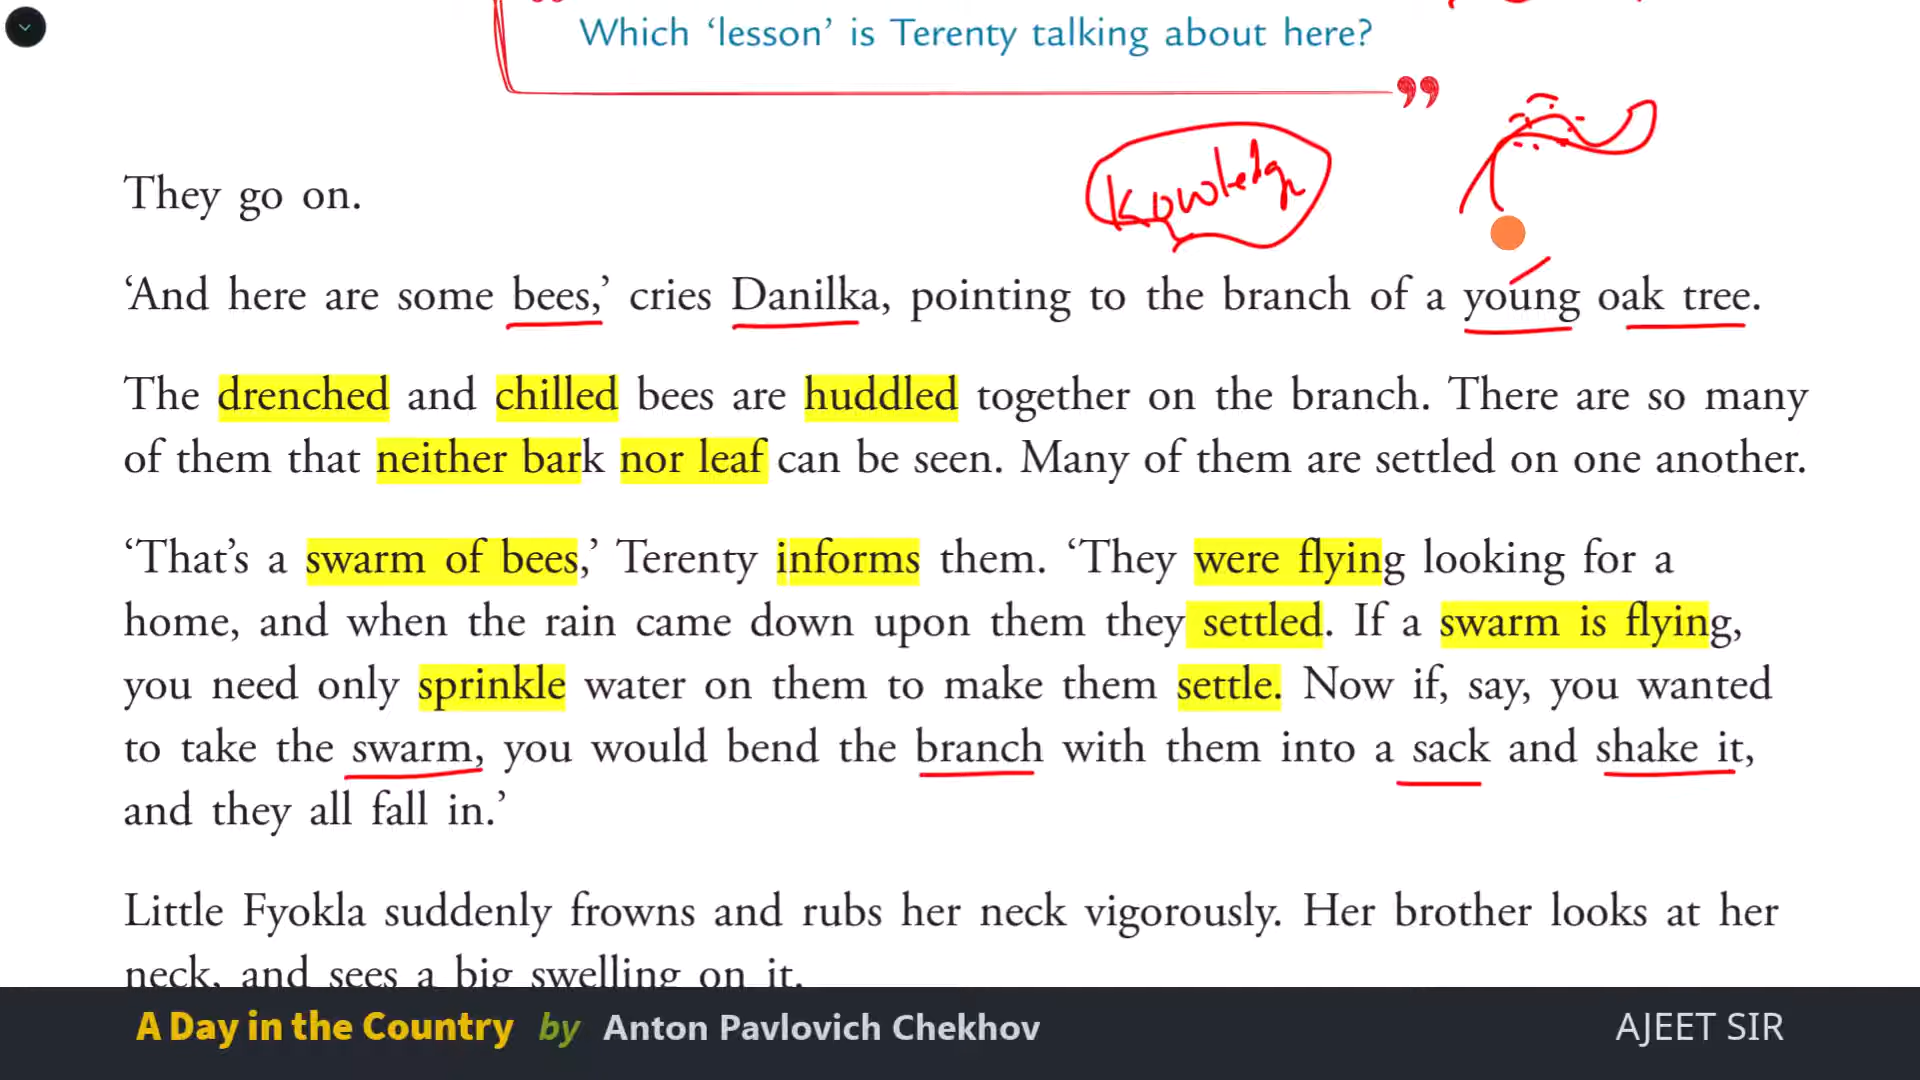 Which ‘lesson’ is Terenty talking about here?
”
kowledge
They go on.
‘And here are some bees,’ cries Danilka, pointing to the branch of a young oak tree.
The drenched and chilled bees are huddled together on the branch. There are so many
of them that neither bark nor leaf can be seen. Many of them are settled on one another.
‘That’s a swarm of bees,’ Terenty informs them. ‘They were flying looking for a
home, and when the rain came down upon them they settled. If a swarm is flying,
you need only sprinkle water on them to make them settle. Now if, say, you wanted
to take the swarm, you would bend the branch with them into a sack and shake it,
and they all fall in.’
Little Fyokla suddenly frowns and rubs her neck vigorously. Her brother looks at her
neck, and sees a big swelling on it.
A Day in the Country by Anton Pavlovich Chekhov
AJEET SIR